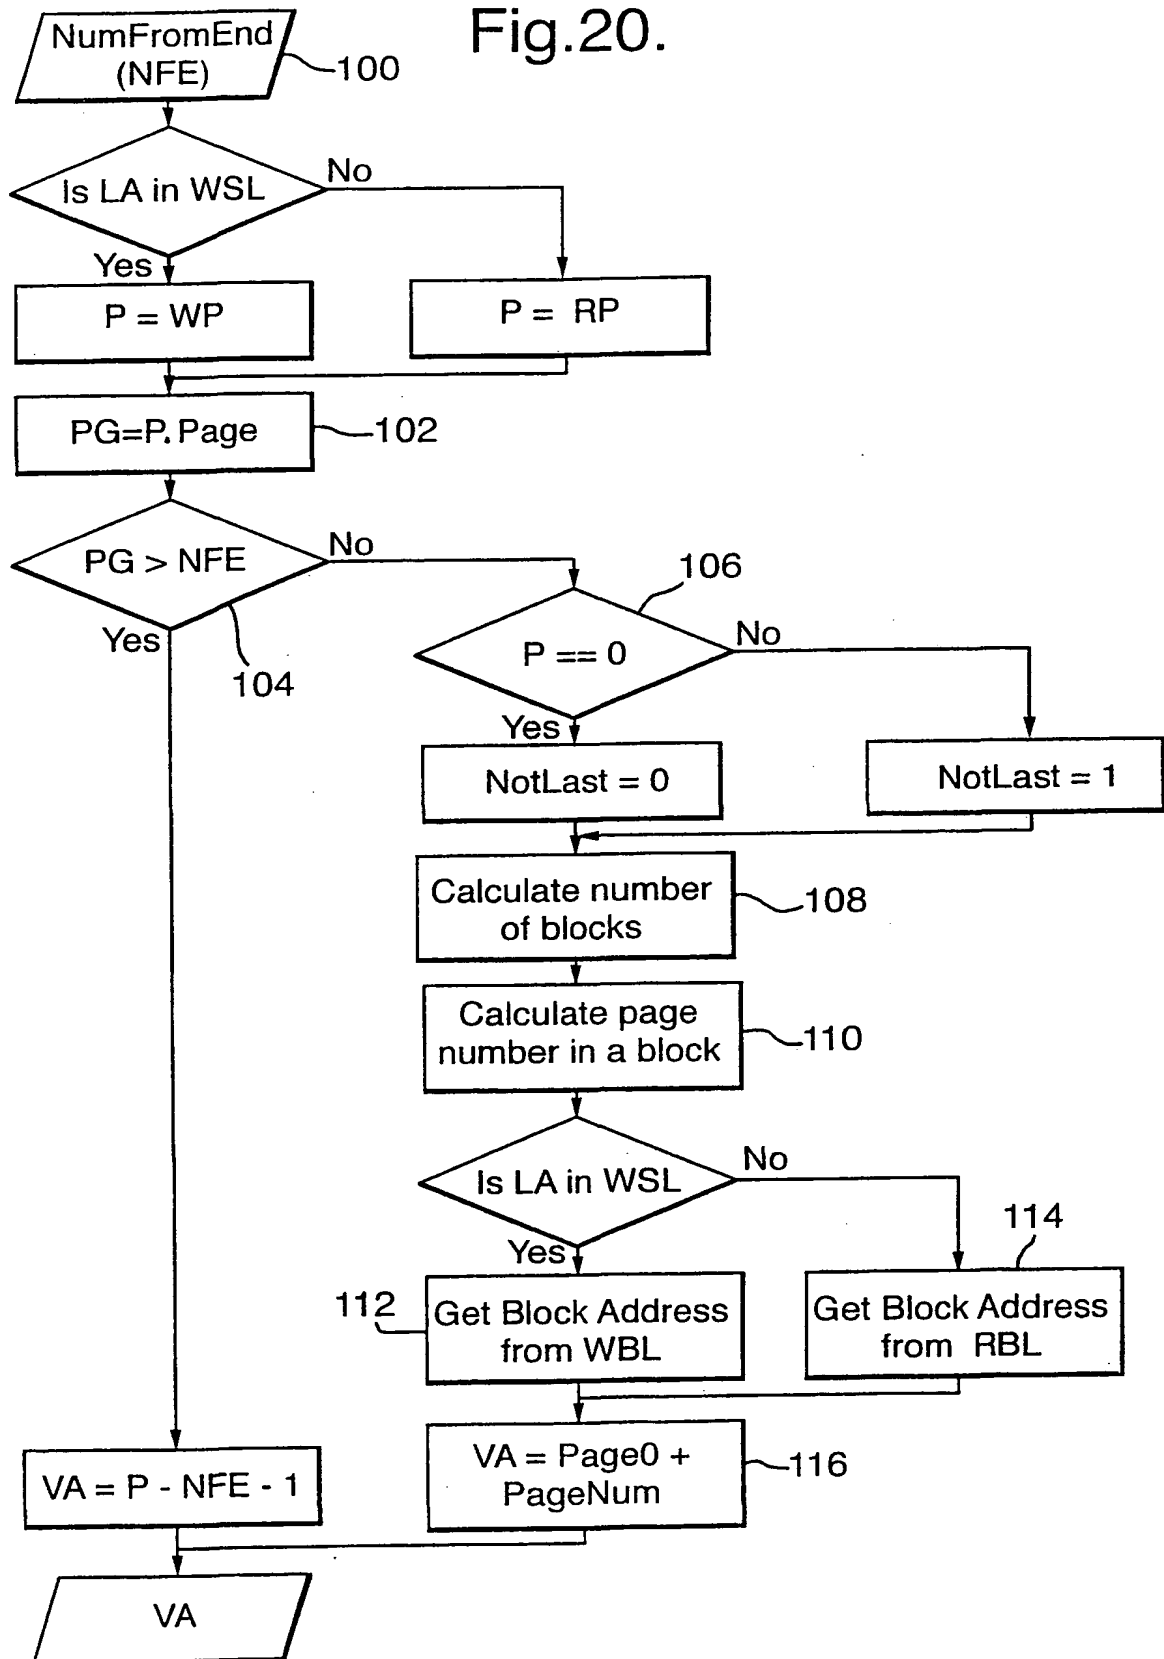 Fig.20.
NumFromEnd
(NFE)
100
Is LA in WSL
No
Yes
P = WP
P = RP
PG=P.Page
102
PG > NFE
No
Yes
104
106
P == 0
No
Yes
NotLast = 0
NotLast = 1
Calculate number
of blocks
108
Calculate page
number in a block
110
Is LA in WSL
No
Yes
114
112
Get Block Address
from WBL
Get Block Address
from RBL
VA = P - NFE - 1
VA = Page0 +
PageNum
116
VA